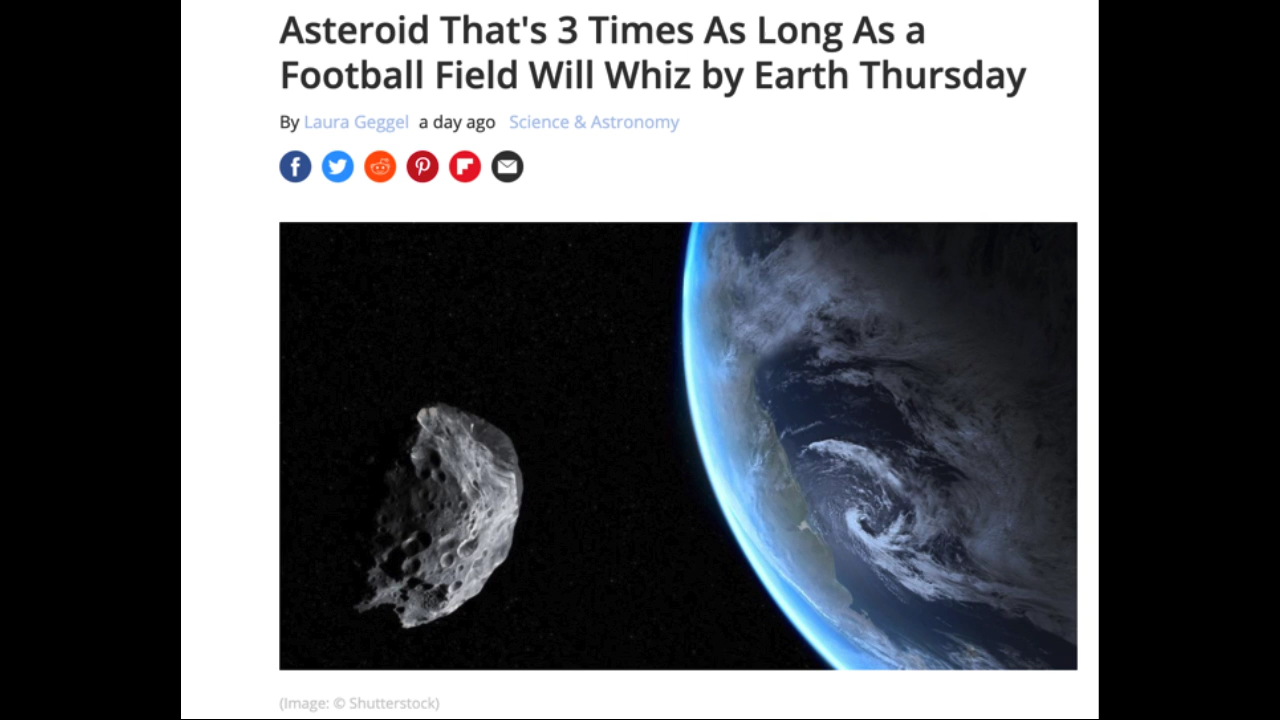 Asteroid That's 3 Times As Long As a
Football Field Will Whiz by Earth Thursday
By Laura Geggel a day ago Science & Astronomy
(Image: © Shutterstock)